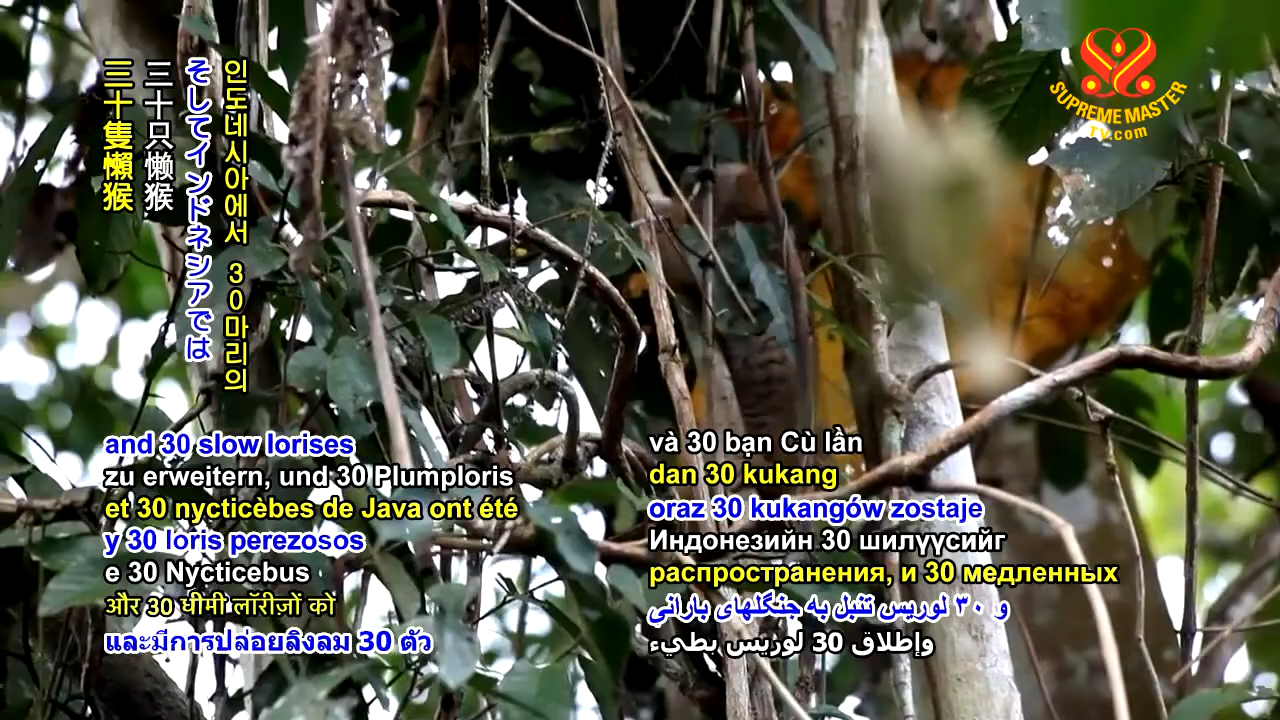 三十隻懶猴
三十只懒猴
そしてインドネシアでは
인도네시아에서 30마리의
SUPREME MASTER
TV.com
and 30 slow lorises
zu erweitern, und 30 Plumploris
et 30 nycticèbes de Java ont été
y 30 loris perezosos
e 30 Nycticebus
और 30 धीमी लॉरीज़ों को
และมีการปล่อยลิงลม 30 ตัว
và 30 bạn Cù lần
dan 30 kukang
oraz 30 kukangów zostaje
Индонезийн 30 шилүүсийг
распространения, и 30 медленных
و ۳۰ لوریس تنبل به جنگلهای بارانی
وإطلاق 30 لوريس بطيء